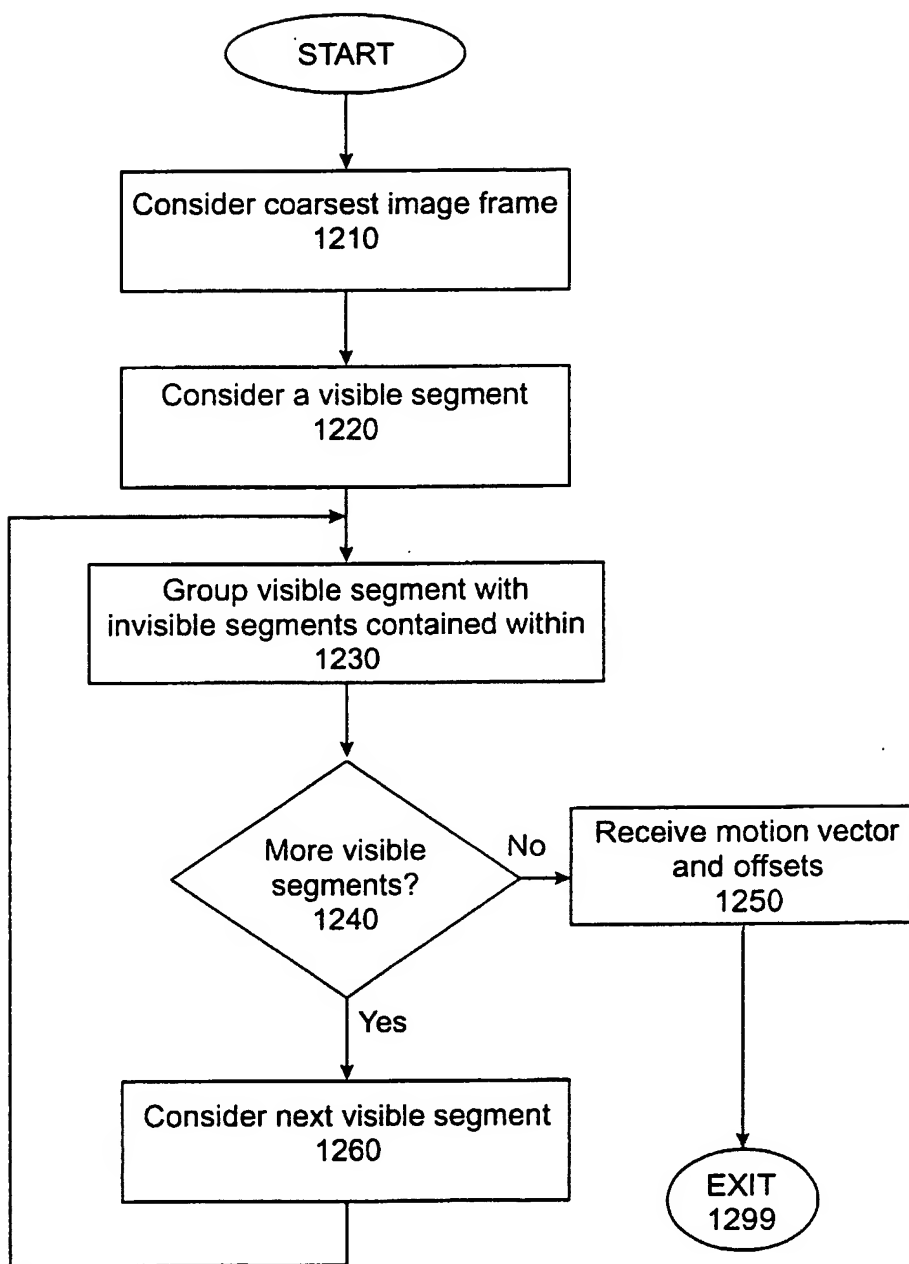 START
Consider coarsest image frame
1210
Consider a visible segment
1220
Group visible segment with
invisible segments contained within
1230
More visible
segments?
1240
No
Receive motion vector
and offsets
1250
Yes
Consider next visible segment
1260
EXIT
1299